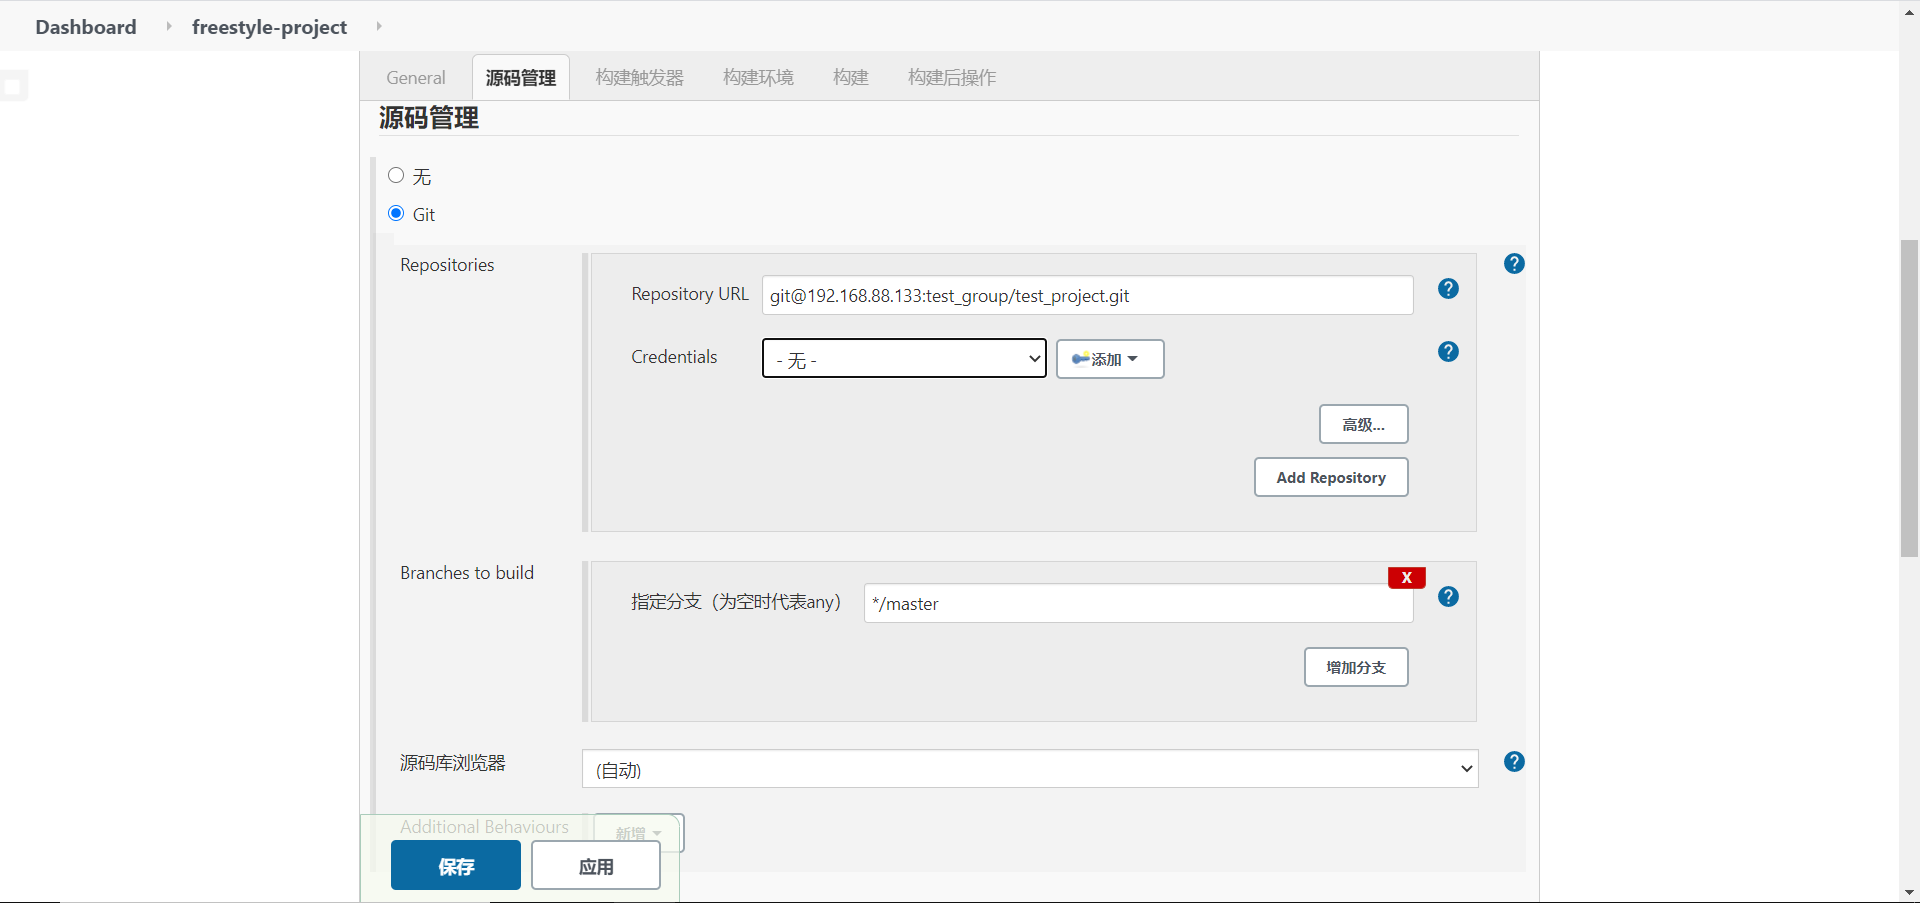 Dashboard freestyle-project
General 源码管理 构建触发器 构建环境 构建 构建后操作
源码管理
无
Git
Repositories
Repository URL git@192.168.88.133:test_group/test_project.git
Credentials - 无 - 添加
高级...
Add Repository
Branches to build
X
指定分支（为空时代表any） */master
增加分支
源码库浏览器 (自动)
Additional Behaviours 新增
保存 应用